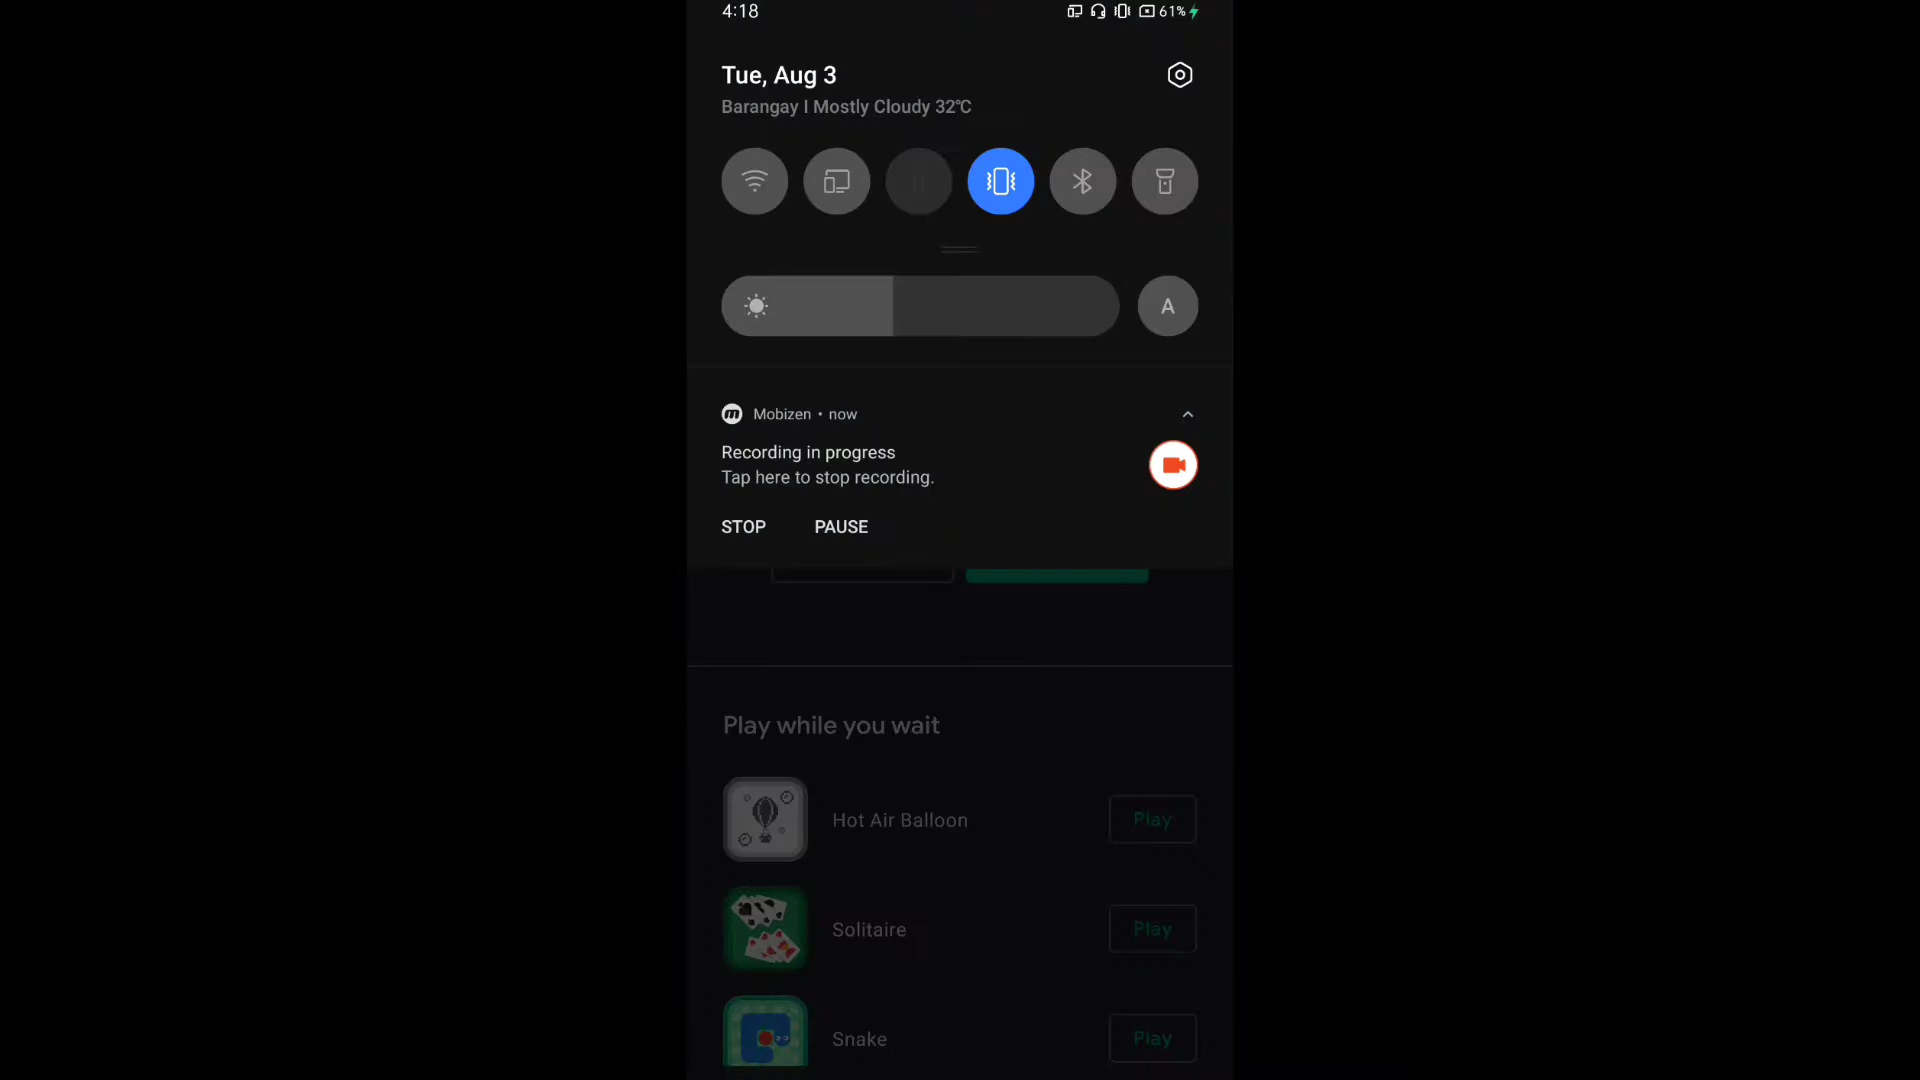 4:18
61%
Tue, Aug 3
Barangay I Mostly Cloudy 32℃
A
Mobizen • now
Recording in progress
Tap here to stop recording.
STOP PAUSE
Play while you wait
Hot Air Balloon Play
Solitaire Play
Snake Play